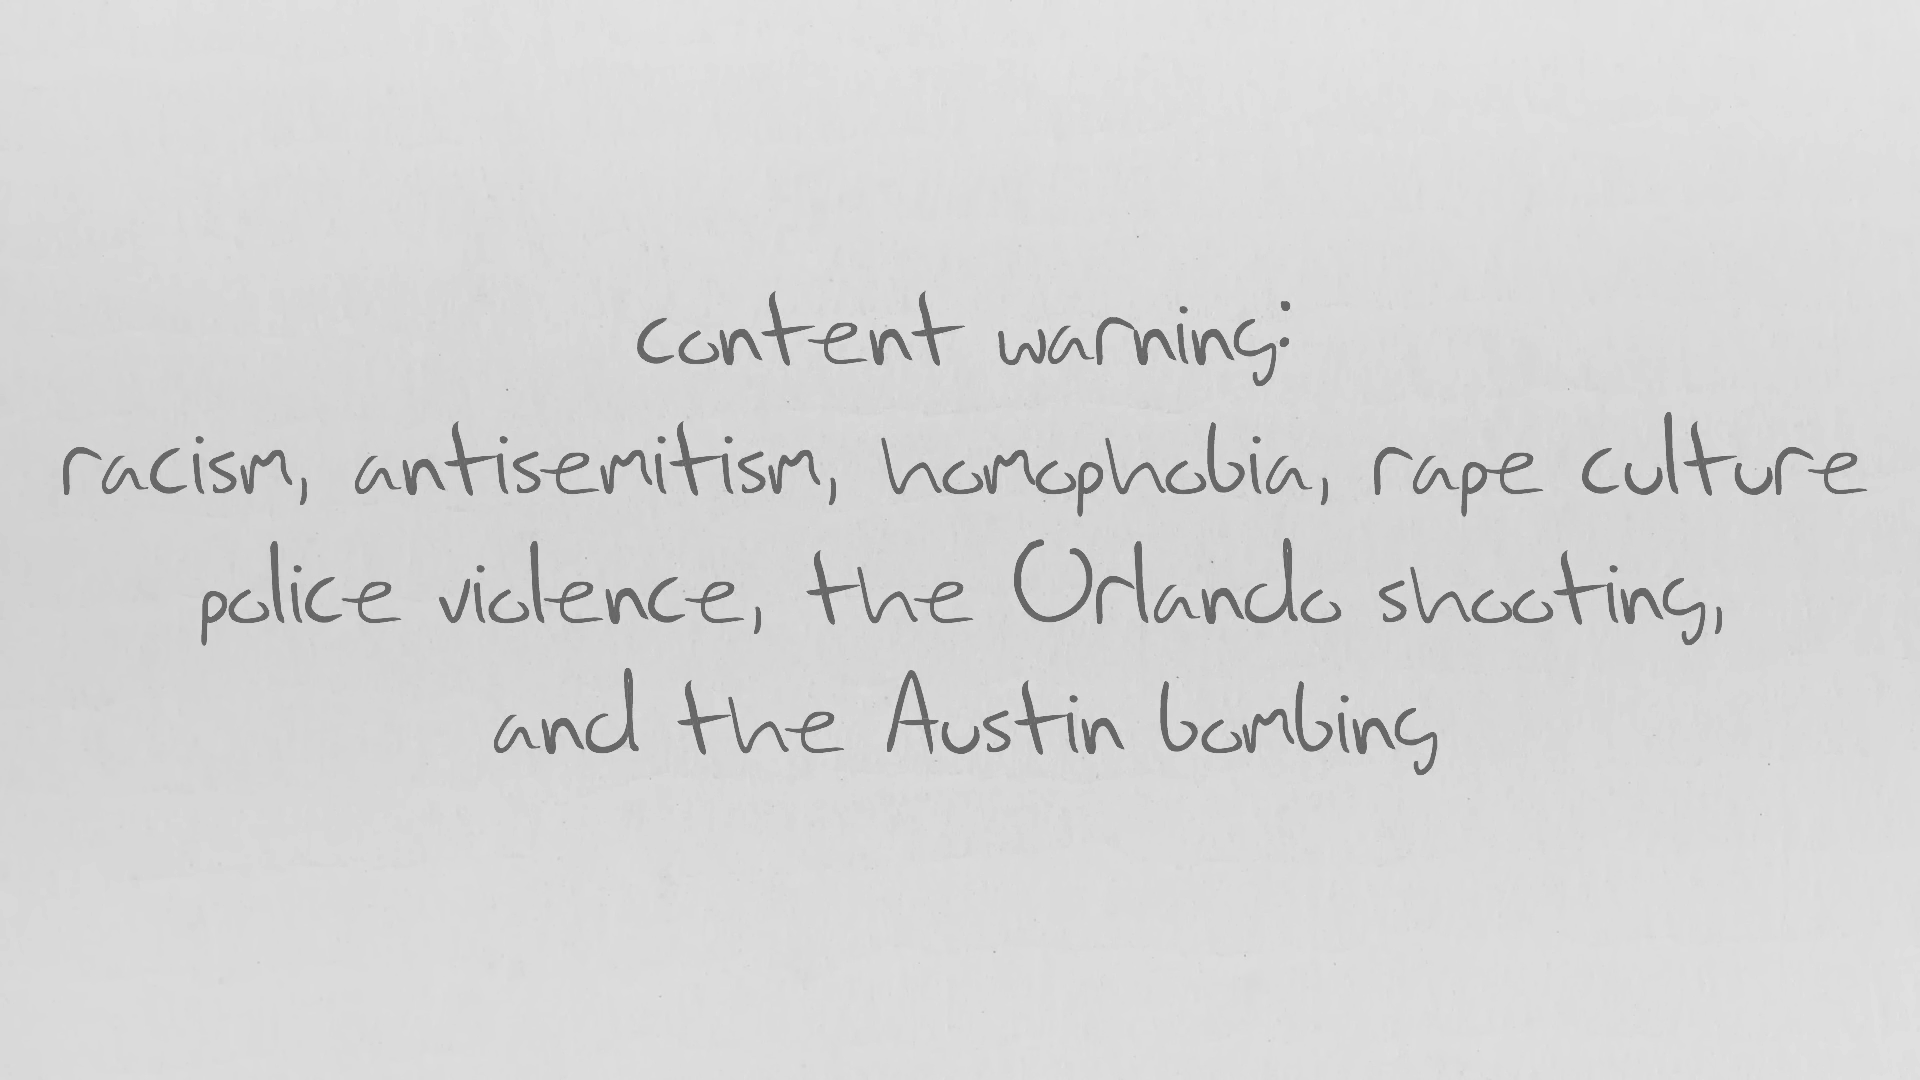 content warning:
racism, antisemitism, homophobia, rape culture
police violence, the Orlando shooting,
and the Austin bombing